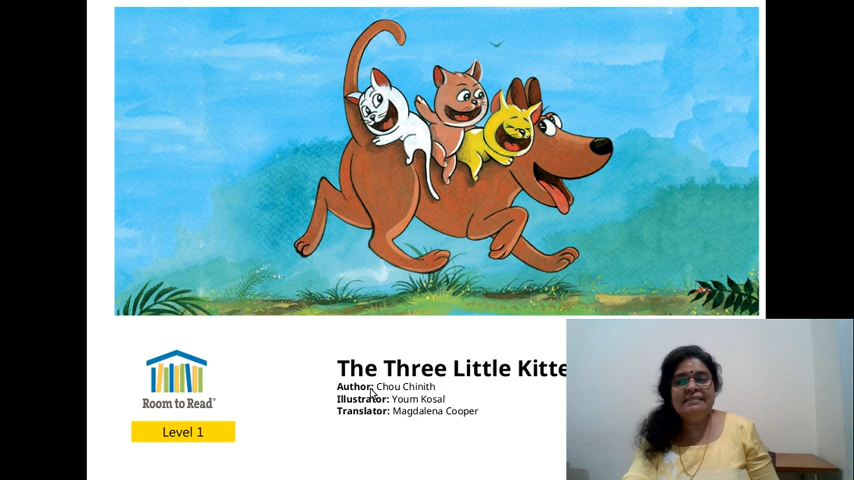 The Three Little Kitte
Author: Chou Chinith
Illustrator: Youm Kosal
Translator: Magdalena Cooper
Room to Read®
Level 1